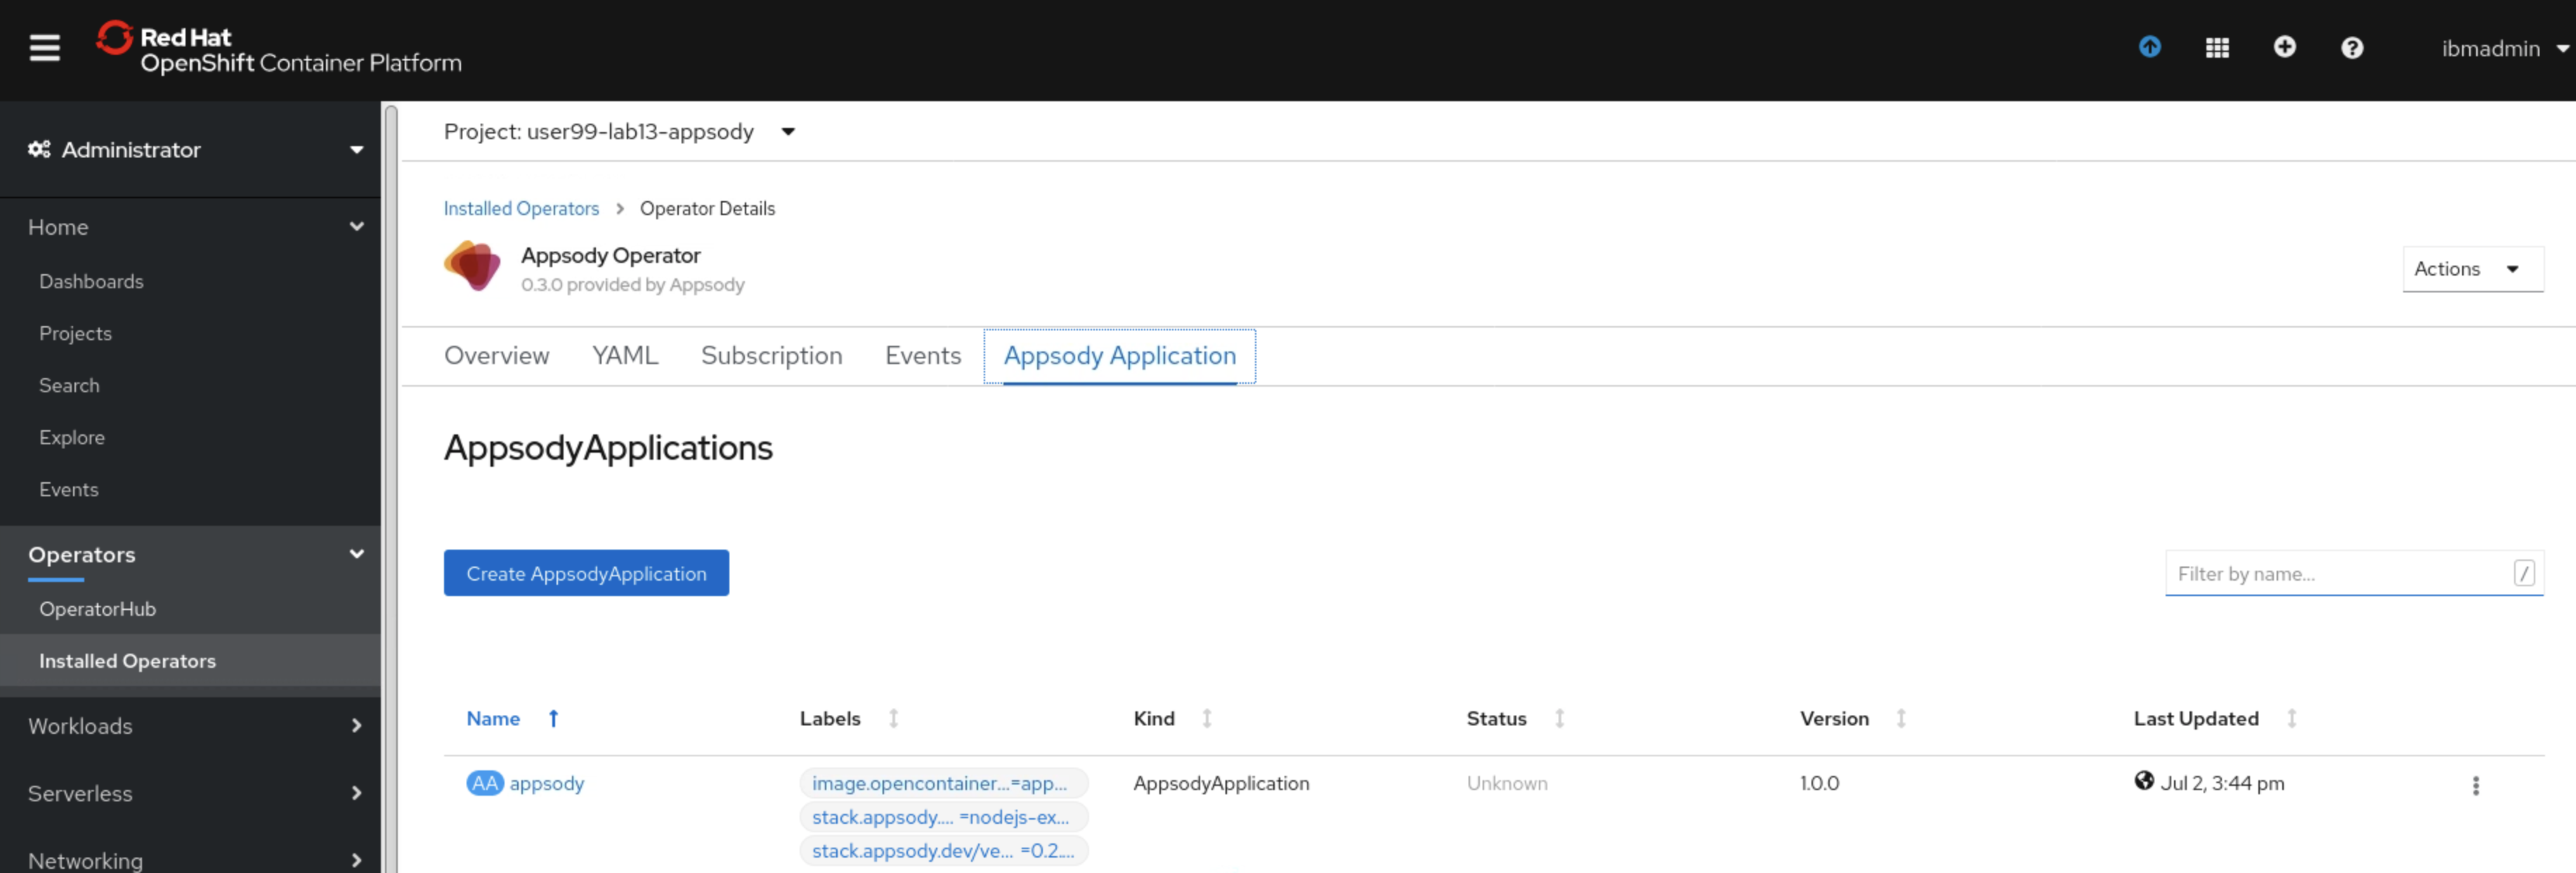 Red Hat
OpenShift Container Platform
ibmadmin
Administrator
Home
Dashboards
Projects
Search
Explore
Events
Operators
OperatorHub
Installed Operators
Workloads
Serverless
Networking
Project: user99-lab13-appsody
Installed Operators > Operator Details
Appsody Operator
0.3.0 provided by Appsody
Actions
Overview YAML Subscription Events Appsody Application
AppsodyApplications
Create AppsodyApplication
Filter by name... /
Name Labels Kind Status Version Last Updated
AA appsody image.opencontainer...=app... AppsodyApplication Unknown 1.0.0 Jul 2, 3:44 pm
stack.appsody.... =nodejs-ex...
stack.appsody.dev/ve... =0.2....